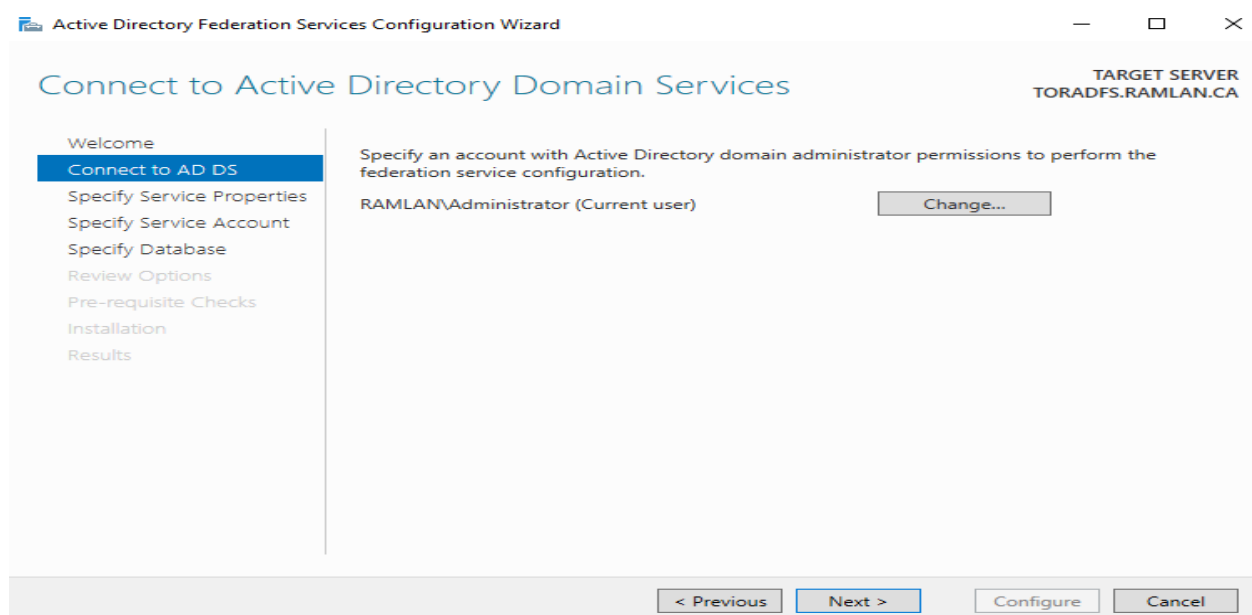 Active Directory Federation Services Configuration Wizard
Connect to Active Directory Domain Services
TARGET SERVER
TORADFS.RAMLAN.CA
Welcome
Connect to AD DS
Specify Service Properties
Specify Service Account
Specify Database
Review Options
Pre-requisite Checks
Installation
Results
Specify an account with Active Directory domain administrator permissions to perform the
federation service configuration.
RAMLAN\Administrator (Current user)
Change...
< Previous
Next >
Configure
Cancel